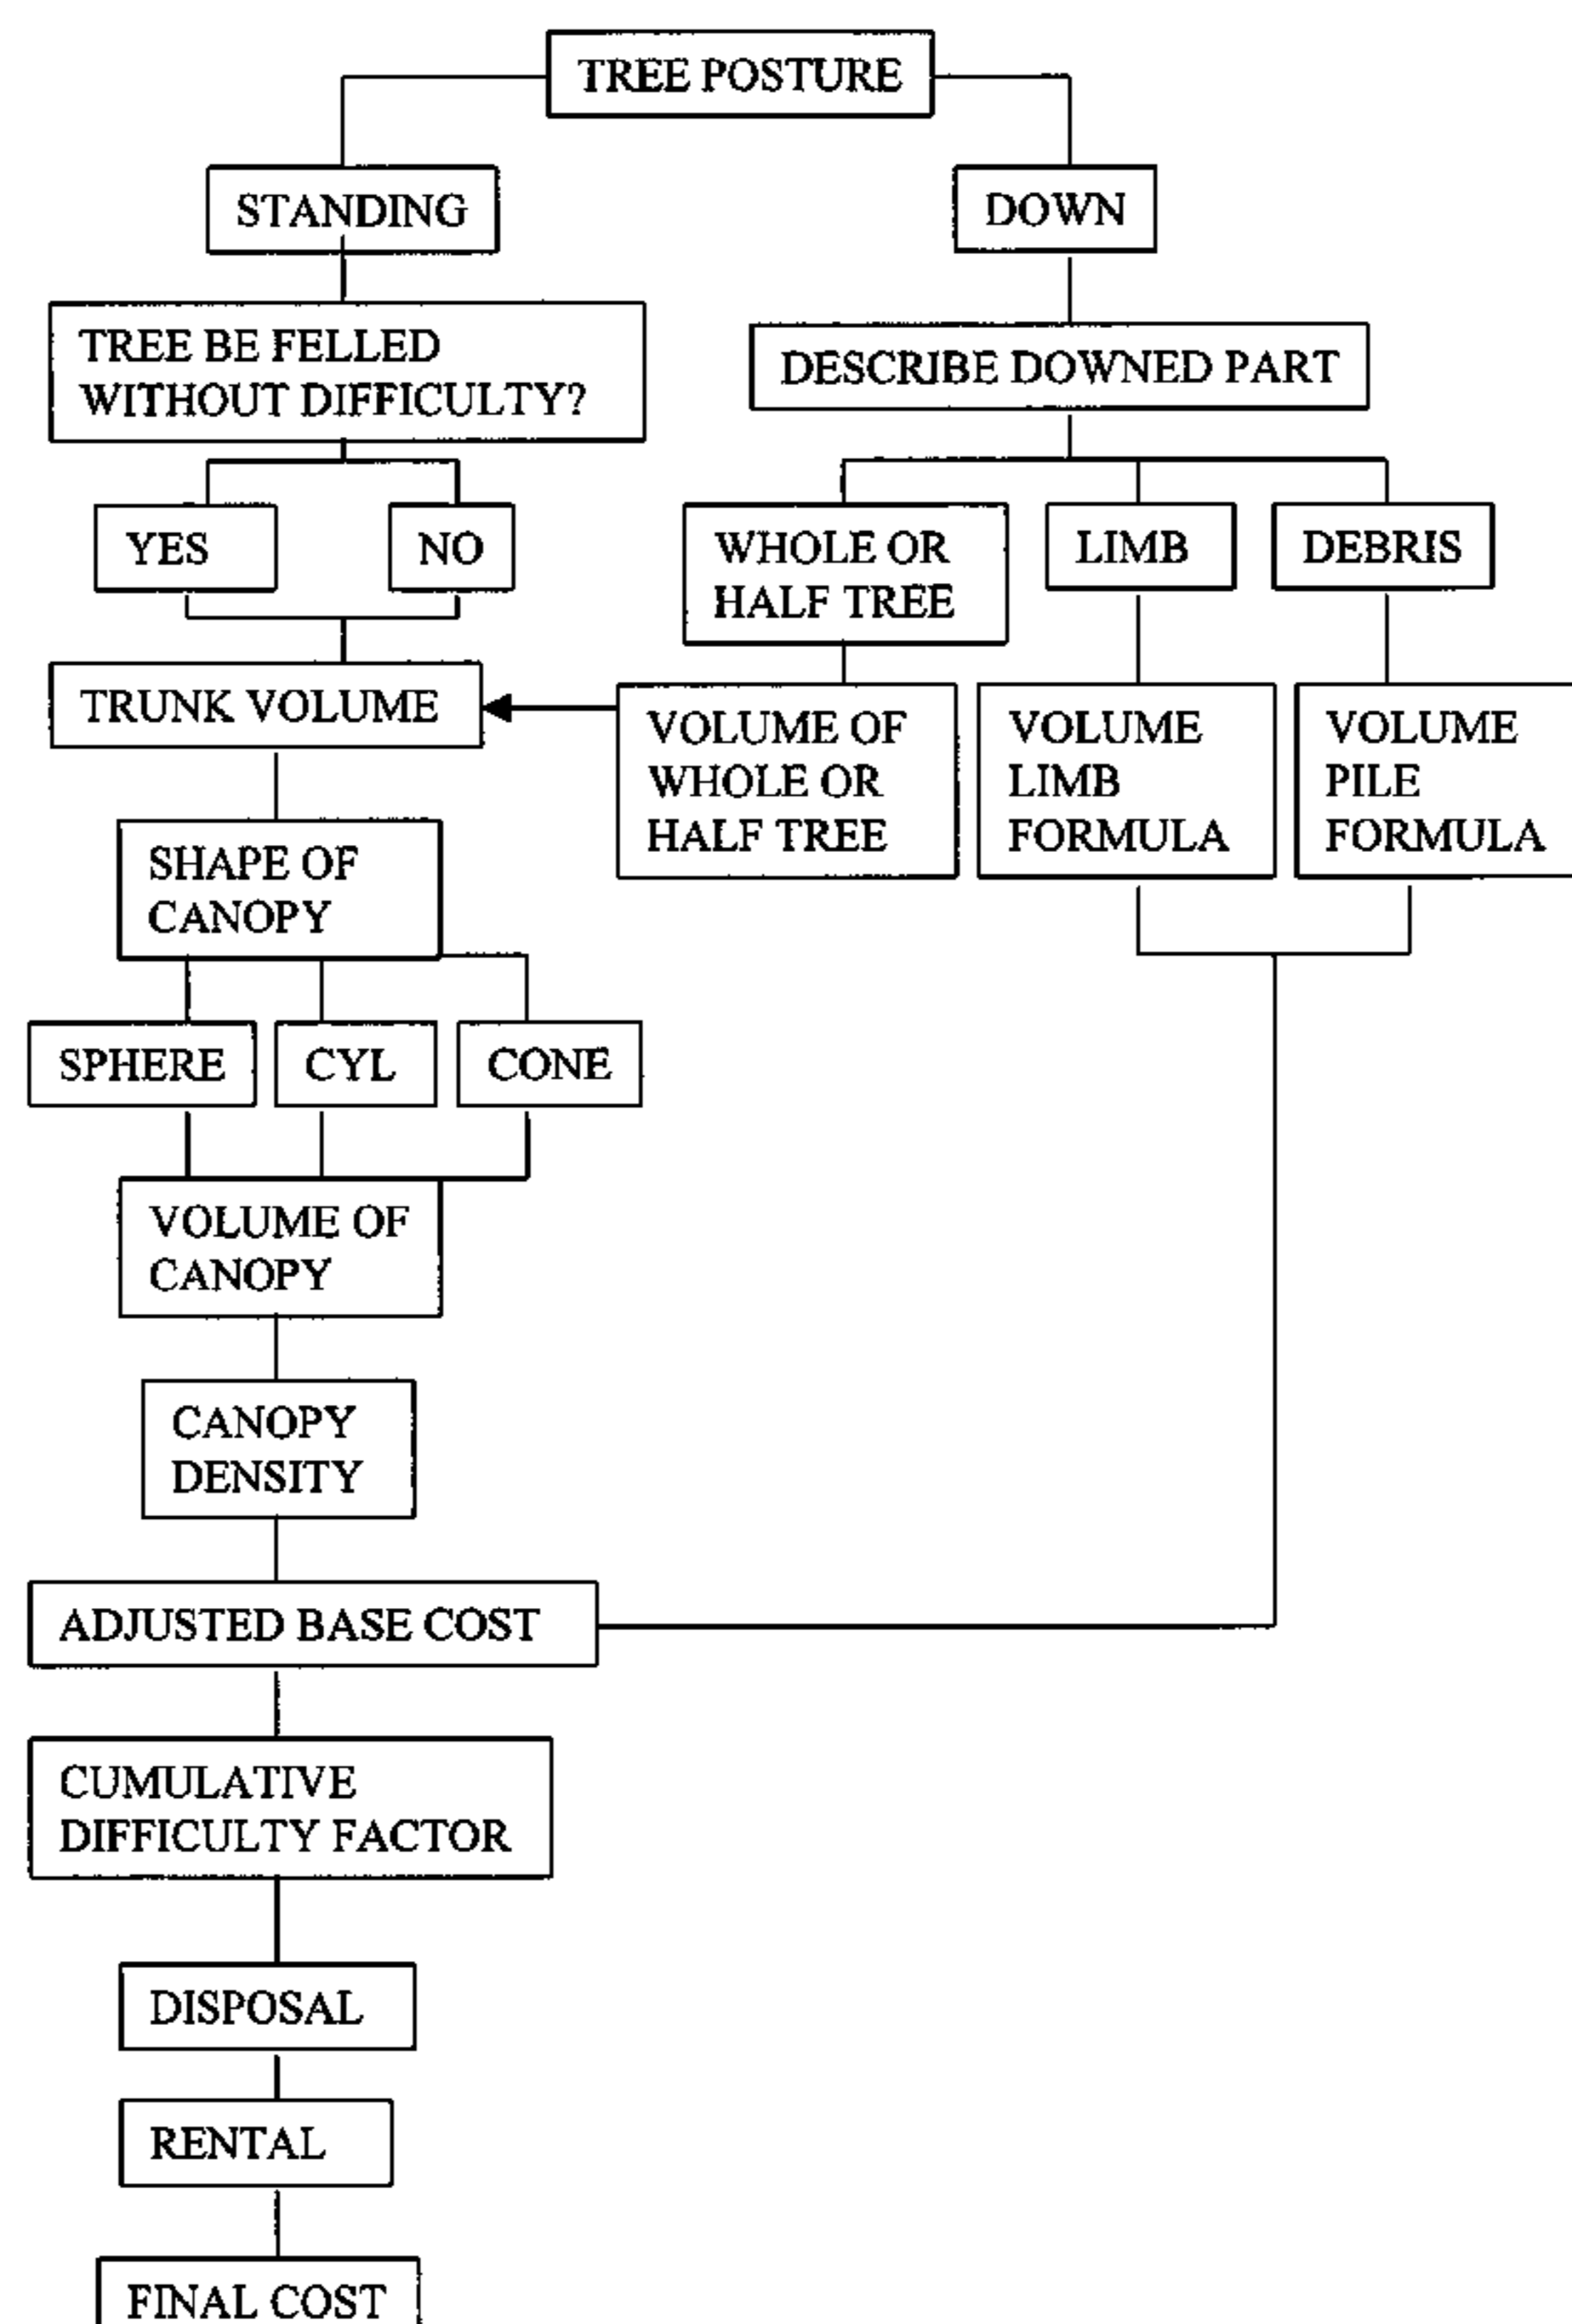 TREE POSTURE
STANDING
DOWN
TREE BE FELLED
WITHOUT DIFFICULTY?
DESCRIBE DOWNED PART
YES
NO
WHOLE OR
HALF TREE
LIMB
DEBRIS
TRUNK VOLUME
VOLUME OF
WHOLE OR
HALF TREE
VOLUME
LIMB
FORMULA
VOLUME
PILE
FORMULA
SHAPE OF
CANOPY
SPHERE
CYL
CONE
VOLUME OF
CANOPY
CANOPY
DENSITY
ADJUSTED BASE COST
CUMULATIVE
DIFFICULTY FACTOR
DISPOSAL
RENTAL
FINAL COST